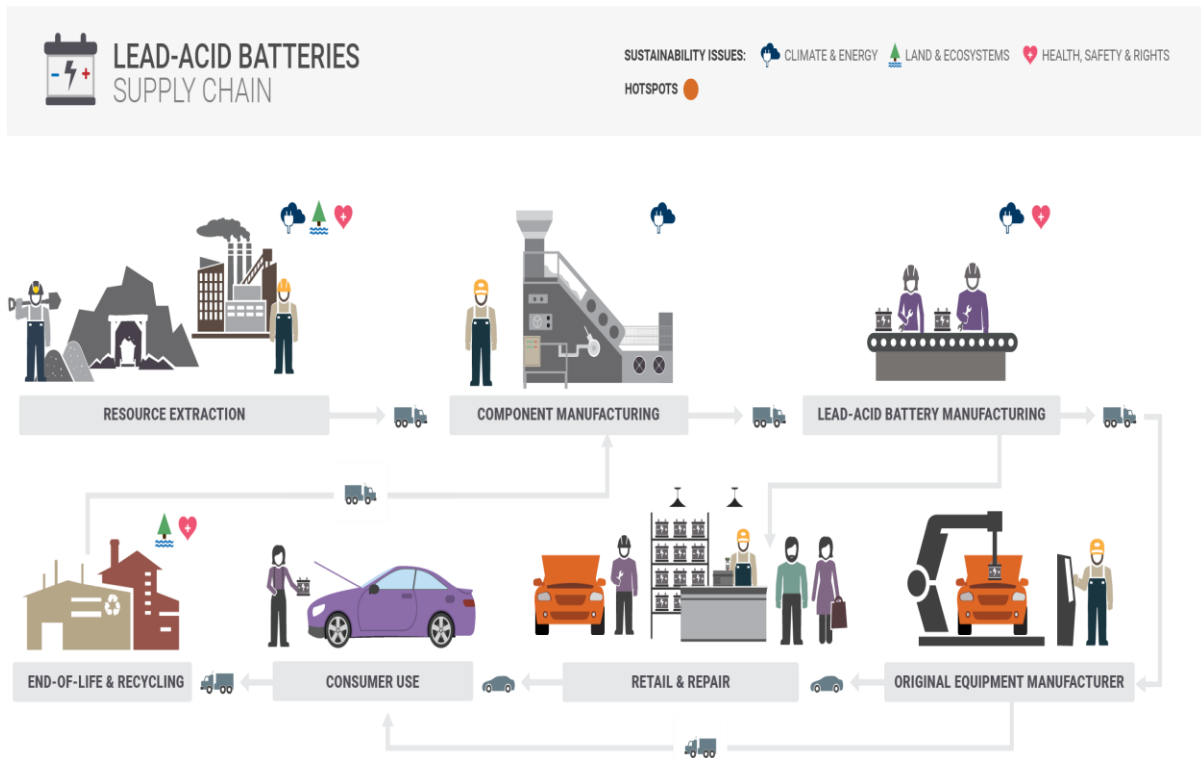 LEAD-ACID BATTERIES
SUPPLY CHAIN
SUSTAINABILITY ISSUES: CLIMATE & ENERGY LAND & ECOSYSTEMS HEALTH, SAFETY & RIGHTS
HOTSPOTS
RESOURCE EXTRACTION
COMPONENT MANUFACTURING
LEAD-ACID BATTERY MANUFACTURING
END-OF-LIFE & RECYCLING
CONSUMER USE
RETAIL & REPAIR
ORIGINAL EQUIPMENT MANUFACTURER